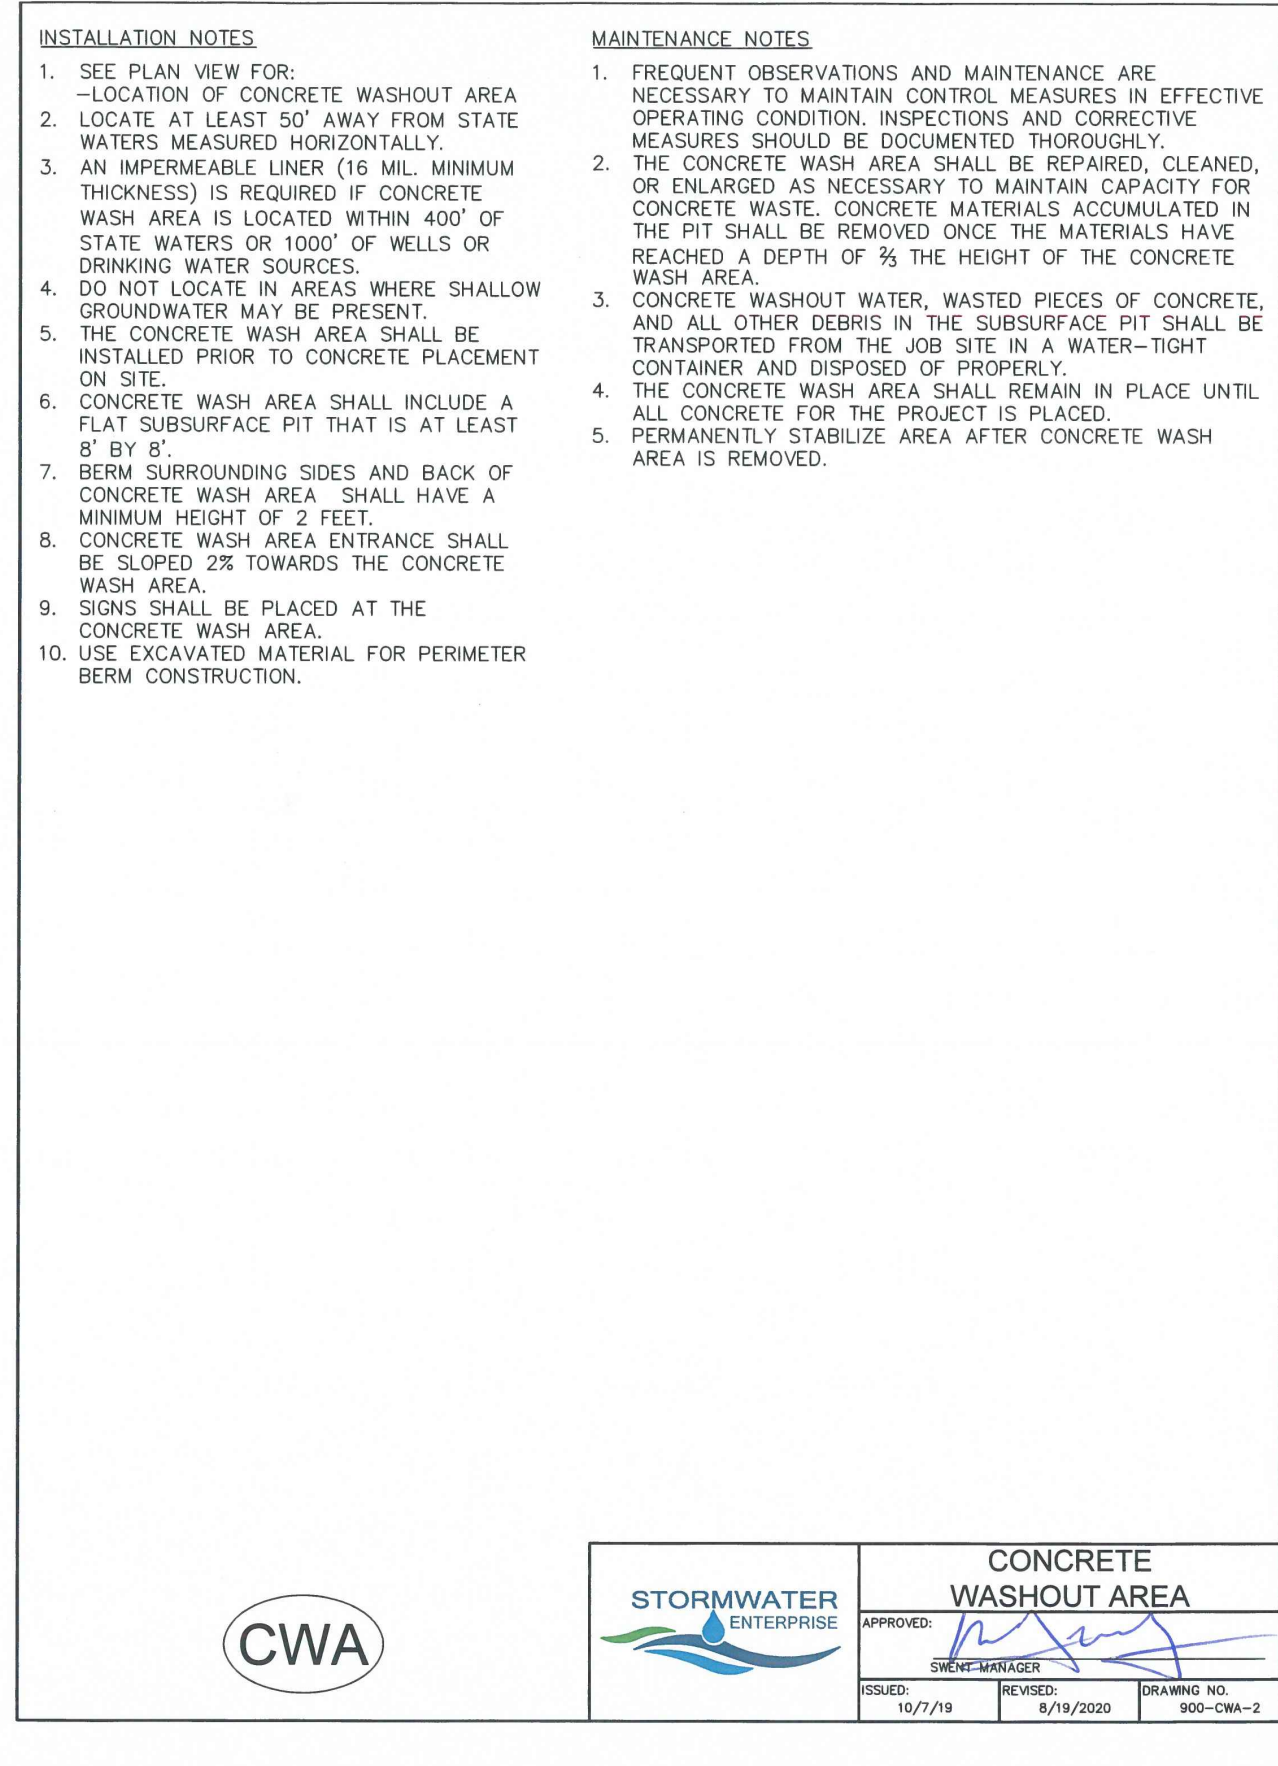 INSTALLATION NOTES
1. SEE PLAN VIEW FOR:
-LOCATION OF CONCRETE WASHOUT AREA
2. LOCATE AT LEAST 50' AWAY FROM STATE
WATERS MEASURED HORIZONTALLY.
3. AN IMPERMEABLE LINER (16 MIL. MINIMUM
THICKNESS) IS REQUIRED IF CONCRETE
WASH AREA IS LOCATED WITHIN 400' OF
STATE WATERS OR 1000' OF WELLS OR
DRINKING WATER SOURCES.
4. DO NOT LOCATE IN AREAS WHERE SHALLOW
GROUNDWATER MAY BE PRESENT.
5. THE CONCRETE WASH AREA SHALL BE
INSTALLED PRIOR TO CONCRETE PLACEMENT
ON SITE.
6. CONCRETE WASH AREA SHALL INCLUDE A
FLAT SUBSURFACE PIT THAT IS AT LEAST
8' BY 8'.
7. BERM SURROUNDING SIDES AND BACK OF
CONCRETE WASH AREA SHALL HAVE A
MINIMUM HEIGHT OF 2 FEET.
8. CONCRETE WASH AREA ENTRANCE SHALL
BE SLOPED 2% TOWARDS THE CONCRETE
WASH AREA.
9. SIGNS SHALL BE PLACED AT THE
CONCRETE WASH AREA.
10. USE EXCAVATED MATERIAL FOR PERIMETER
BERM CONSTRUCTION.
MAINTENANCE NOTES
1. FREQUENT OBSERVATIONS AND MAINTENANCE ARE
NECESSARY TO MAINTAIN CONTROL MEASURES IN EFFECTIVE
OPERATING CONDITION. INSPECTIONS AND CORRECTIVE
MEASURES SHOULD BE DOCUMENTED THOROUGHLY.
2. THE CONCRETE WASH AREA SHALL BE REPAIRED, CLEANED,
OR ENLARGED AS NECESSARY TO MAINTAIN CAPACITY FOR
CONCRETE WASTE. CONCRETE MATERIALS ACCUMULATED IN
THE PIT SHALL BE REMOVED ONCE THE MATERIALS HAVE
REACHED A DEPTH OF ⅔ THE HEIGHT OF THE CONCRETE
WASH AREA.
3. CONCRETE WASHOUT WATER, WASTED PIECES OF CONCRETE,
AND ALL OTHER DEBRIS IN THE SUBSURFACE PIT SHALL BE
TRANSPORTED FROM THE JOB SITE IN A WATER-TIGHT
CONTAINER AND DISPOSED OF PROPERLY.
4. THE CONCRETE WASH AREA SHALL REMAIN IN PLACE UNTIL
ALL CONCRETE FOR THE PROJECT IS PLACED.
5. PERMANENTLY STABILIZE AREA AFTER CONCRETE WASH
AREA IS REMOVED.
CWA
STORMWATER
ENTERPRISE
CONCRETE
WASHOUT AREA
APPROVED:
SWENT MANAGER
ISSUED:
10/7/19
REVISED:
8/19/2020
DRAWING NO.
900-CWA-2